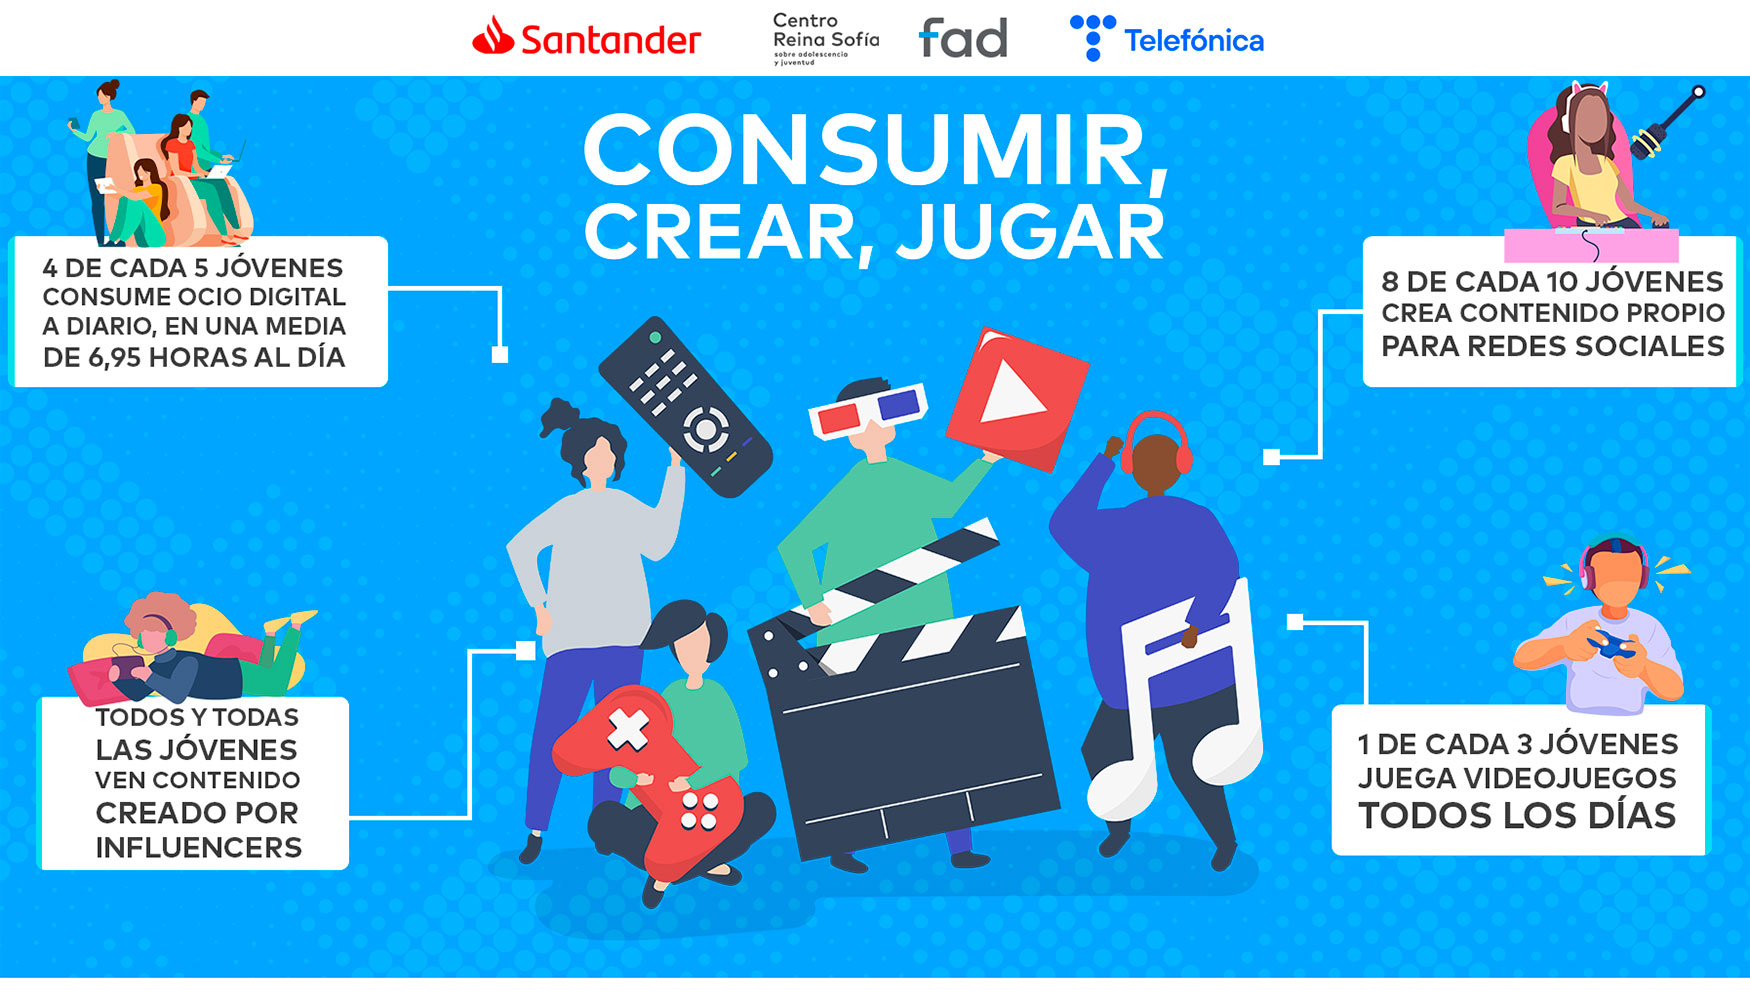 Santander
Centro
Reina Sofía
sobre adolescencia
y juventud
fad
Telefónica
CONSUMIR,
CREAR, JUGAR
4 DE CADA 5 JÓVENES
CONSUME OCIO DIGITAL
A DIARIO, EN UNA MEDIA
DE 6,95 HORAS AL DÍA
8 DE CADA 10 JÓVENES
CREA CONTENIDO PROPIO
PARA REDES SOCIALES
TODOS Y TODAS
LAS JÓVENES
VEN CONTENIDO
CREADO POR
INFLUENCERS
1 DE CADA 3 JÓVENES
JUEGA VIDEOJUEGOS
TODOS LOS DÍAS